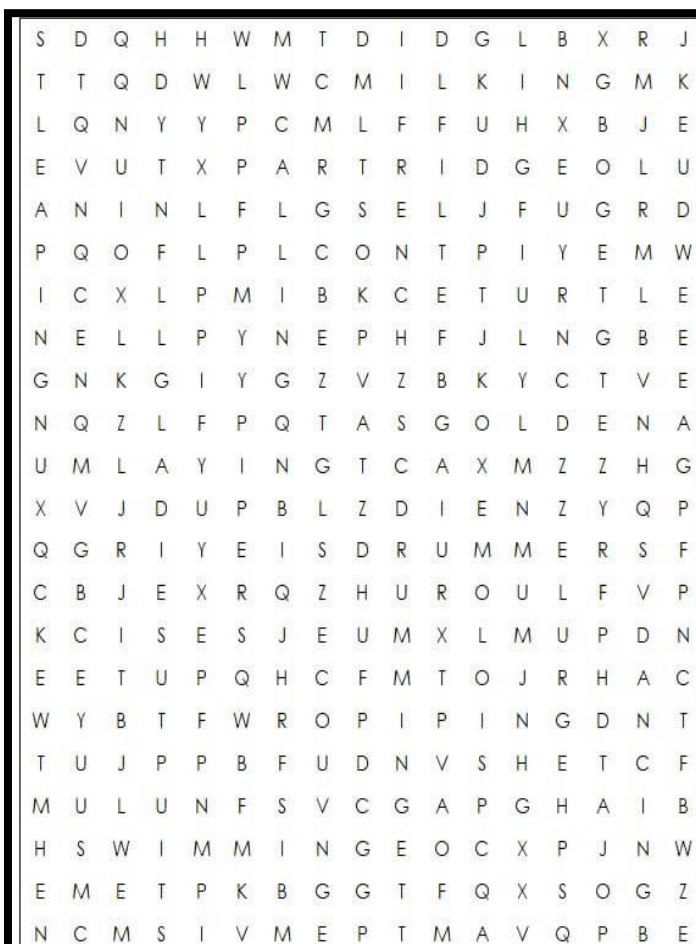 S D Q H H W M T D I D G L B X R J
T T Q D W L W C M I L K I N G M K
L Q N Y Y P C M L F F U H X B J E
E V U T X P A R T R I D G E O L U
A N I N L F L G S E L J F U G R D
P Q O F L P L C O N T P I Y E M W
I C X L P M I B K C E T U R T L E
N E L L P Y N E P H F J L N G B E
G N K G I Y G Z V Z B K Y C T V E
N Q Z L F P Q T A S G O L D E N A
U M L A Y I N G T C A X M Z Z H G
X V J D U P B L Z D I E N Z Y Q P
Q G R I Y E I S D R U M M E R S F
C B J E X R Q Z H U R O U L F V P
K C I S E S J E U M X L M U P D N
E E T U P Q H C F M T O J R H A C
W Y B T F W R O P I P I N G D N T
T U J P P B F U D N V S H E T C F
M U L U N F S V C G A P G H A I B
H S W I M M I N G E O C X P J N W
E M E T P K B G G T F Q X S O G Z
N C M S I V M E P T M A V Q P B E